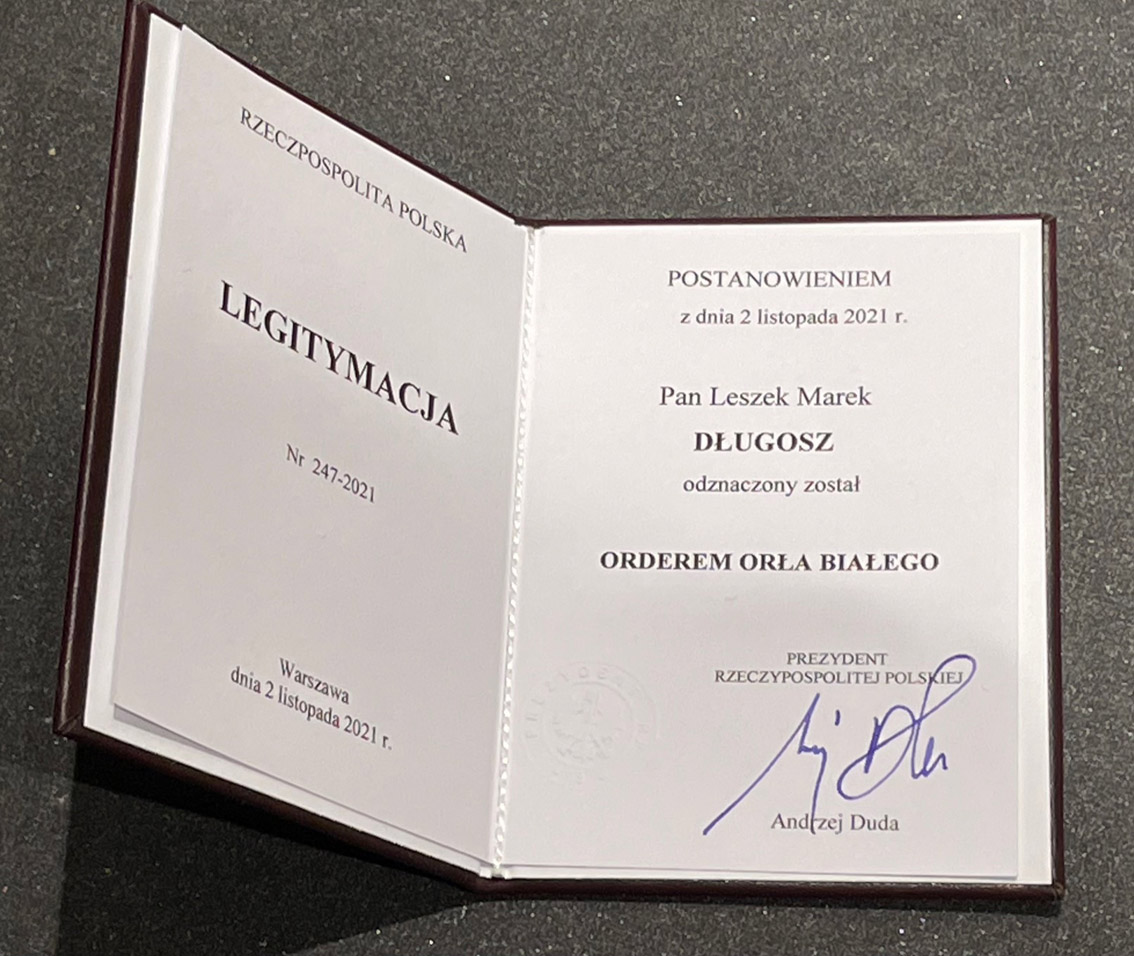 RZECZPOSPOLITA POLSKA
LEGITYMACJA
Nr 247-2021
Warszawa
dnia 2 listopada 2021 r.
POSTANOWIENIEM
z dnia 2 listopada 2021 r.
Pan Leszek Marek
DŁUGOSZ
odznaczony został
ORDEREM ORŁA BIAŁEGO
PREZYDENT
RZECZYPOSPOLITEJ POLSKIEJ
Andrzej Duda